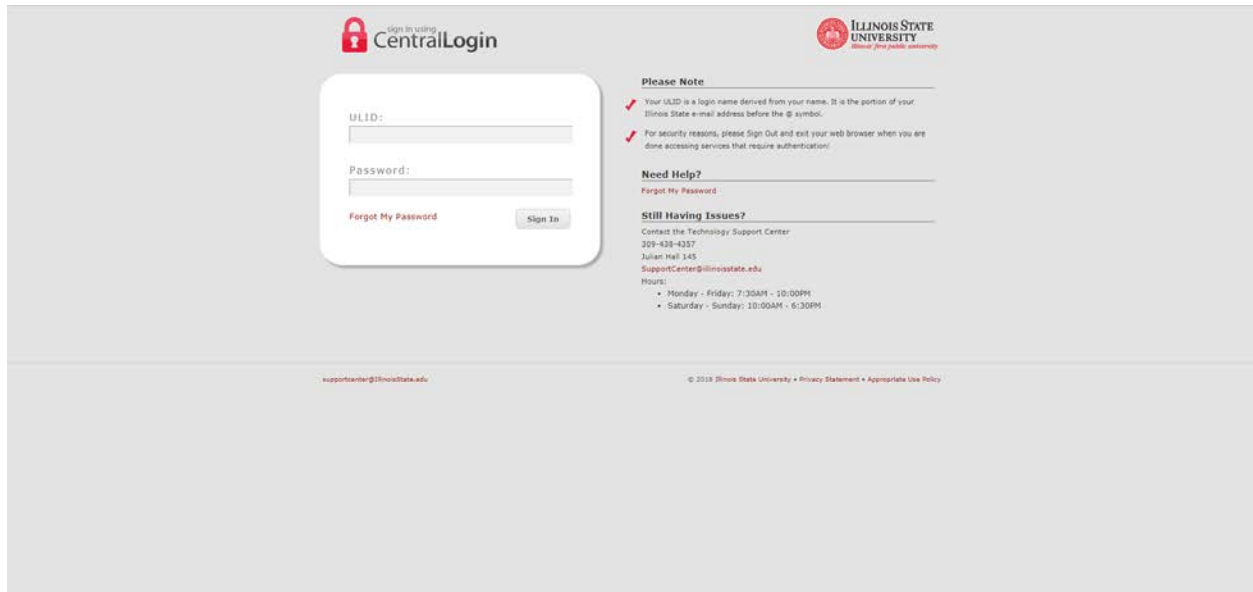 sign in using
CentralLogin
ILLINOIS STATE
UNIVERSITY
Illinois' first public university
ULID:
Password:
Forgot My Password
Sign In
Please Note
Your ULID is a login name derived from your name. It is the portion of your
Illinois State e-mail address before the @ symbol.
For security reasons, please Sign Out and exit your web browser when you are
done accessing services that require authentication!
Need Help?
Forgot My Password
Still Having Issues?
Contact the Technology Support Center
309-438-4357
Julian Hall 145
SupportCenter@illinoisstate.edu
Hours:
• Monday - Friday: 7:30AM - 10:00PM
• Saturday - Sunday: 10:00AM - 6:30PM
supportcenter@IllinoisState.edu
© 2018 Illinois State University • Privacy Statement • Appropriate Use Policy